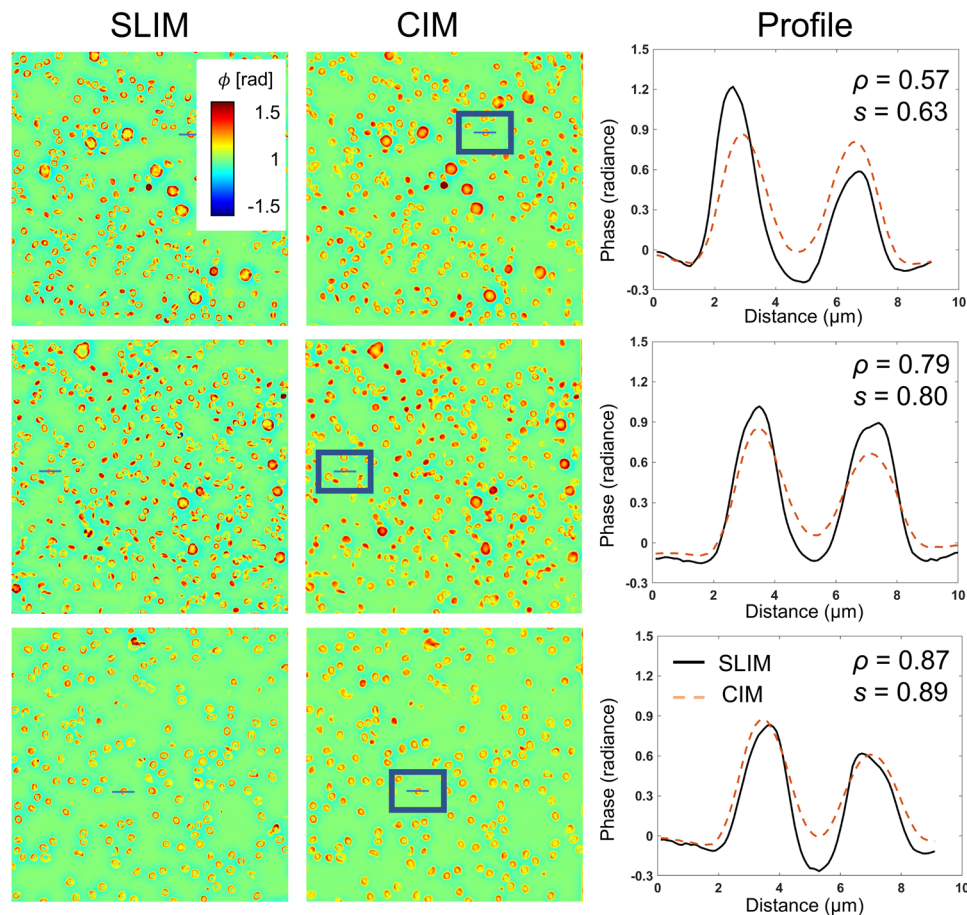 SLIM
CIM
Profile
ϕ [rad]
1.5
1
-1.5
1.5
1.2
0.9
0.6
0.3
0
-0.3
Phase (radiance)
ρ = 0.57
s = 0.63
0 2 4 6 8 10
Distance (μm)
1.5
1.2
0.9
0.6
0.3
0
-0.3
Phase (radiance)
ρ = 0.79
s = 0.80
0 2 4 6 8 10
Distance (μm)
1.5
1.2
0.9
0.6
0.3
0
-0.3
Phase (radiance)
SLIM
CIM
ρ = 0.87
s = 0.89
0 2 4 6 8 10
Distance (μm)